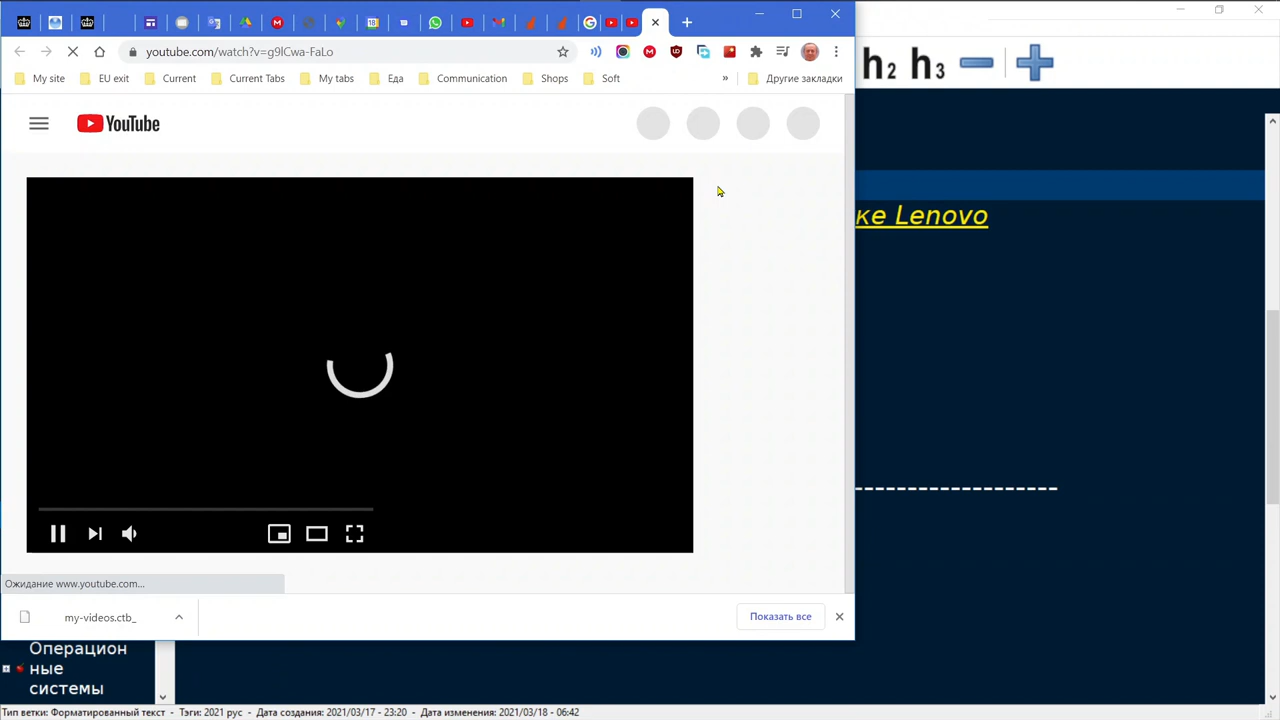 youtube.com/watch?v=g9lCwa-FaLo
My site
EU exit
Current
Current Tabs
My tabs
Еда
Communication
Shops
Soft
»
Другие закладки
YouTube
h2 h3
ке Lenovo
--------------------
Ожидание www.youtube.com...
my-videos.ctb_
Показать все
Операцион
ные
системы
Тип ветки: Форматированный текст - Тэги: 2021 рус - Дата создания: 2021/03/17 - 23:20 - Дата изменения: 2021/03/18 - 06:42